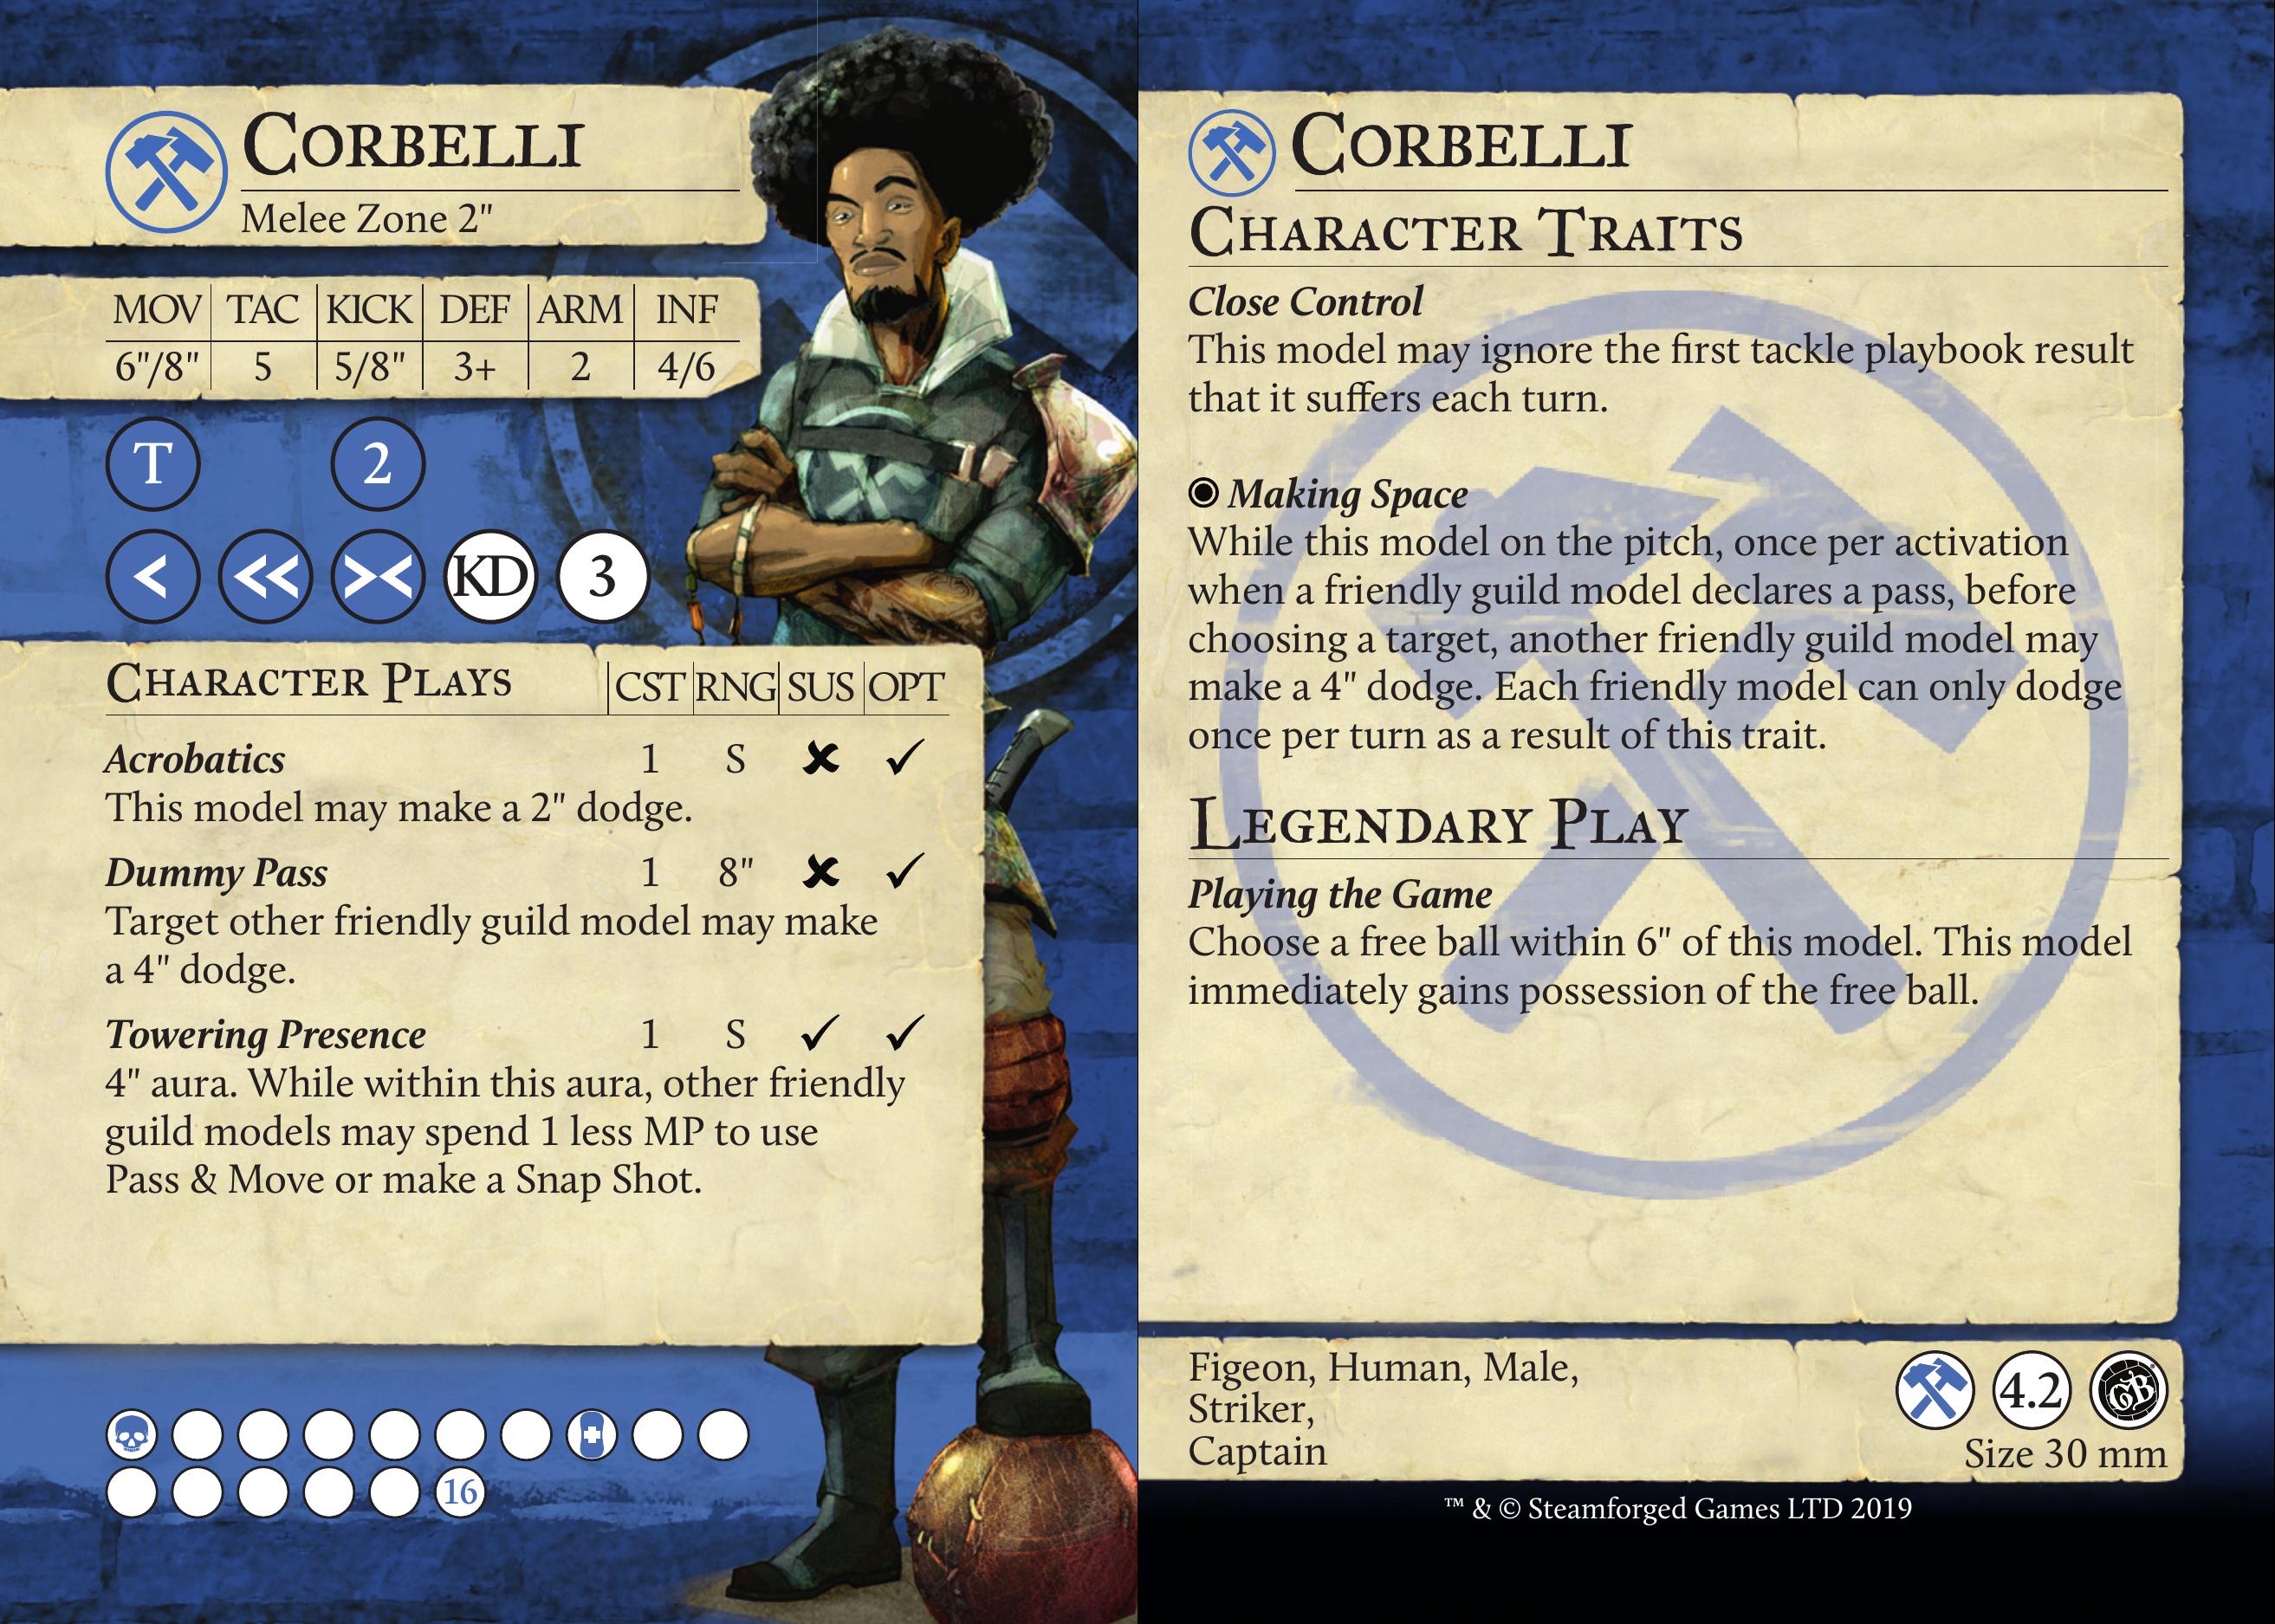 CORBELLI
Melee Zone 2"
MOV TAC KICK DEF ARM INF
6"/8" 5 5/8" 3+ 2 4/6
T 2
< << >< KD 3
CHARACTER PLAYS CST RNG SUS OPT
Acrobatics 1 S ✘ ✓
This model may make a 2" dodge.
Dummy Pass 1 8" ✘ ✓
Target other friendly guild model may make
a 4" dodge.
Towering Presence 1 S ✓ ✓
4" aura. While within this aura, other friendly
guild models may spend 1 less MP to use
Pass & Move or make a Snap Shot.
16
CORBELLI
CHARACTER TRAITS
Close Control
This model may ignore the first tackle playbook result
that it suffers each turn.
Making Space
While this model on the pitch, once per activation
when a friendly guild model declares a pass, before
choosing a target, another friendly guild model may
make a 4" dodge. Each friendly model can only dodge
once per turn as a result of this trait.
LEGENDARY PLAY
Playing the Game
Choose a free ball within 6" of this model. This model
immediately gains possession of the free ball.
Figeon, Human, Male,
Striker,
Captain
4.2 GB
Size 30 mm
™ & © Steamforged Games LTD 2019